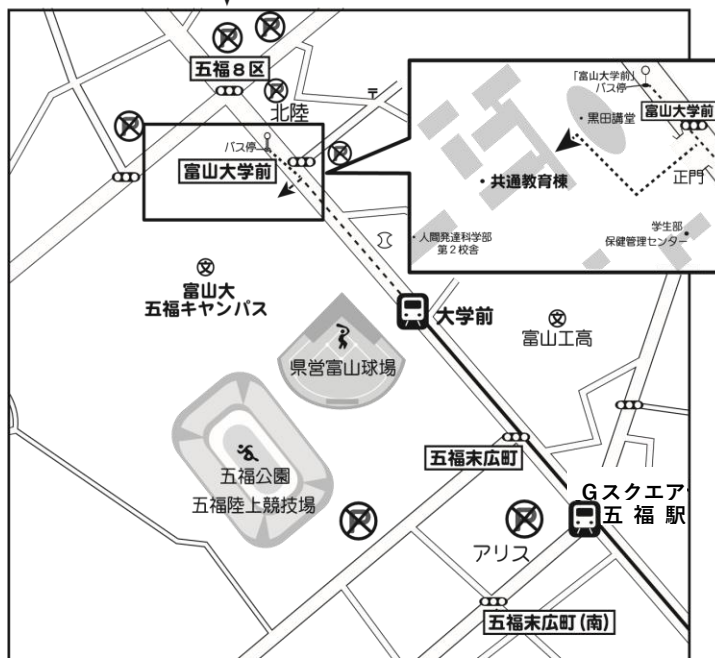 五福８区
北陸
〒
バス停
富山大学前
「富山大学前」
バス停
富山大学前
・黒田講堂
正門
・共通教育棟
学生部
保健管理センター
・人間発達科学部
第２校舎
文
富山大
五福キャンパス
大学前
文
富山工高
県営富山球場
五福公園
五福陸上競技場
五福末広町
Ｇスクエア
五福駅
アリス
五福末広町(南)